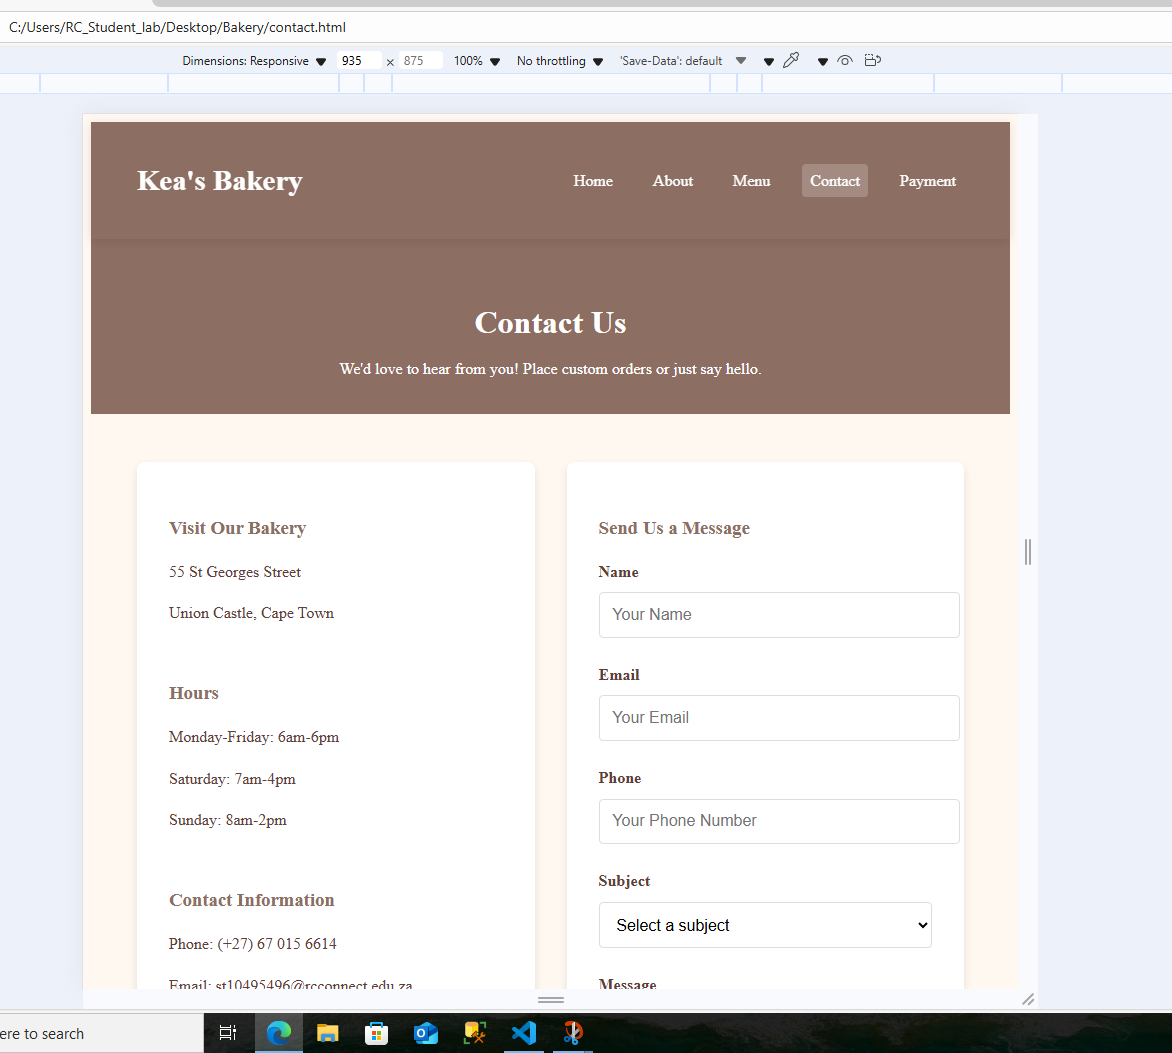 C:/Users/RC_Student_lab/Desktop/Bakery/contact.html
Dimensions: Responsive 935 × 875 100% No throttling 'Save-Data': default
Kea's Bakery
Home About Menu Contact Payment
Contact Us
We'd love to hear from you! Place custom orders or just say hello.
Visit Our Bakery
55 St Georges Street
Union Castle, Cape Town
Hours
Monday-Friday: 6am-6pm
Saturday: 7am-4pm
Sunday: 8am-2pm
Contact Information
Phone: (+27) 67 015 6614
Email: st10495496@rcconnect.edu.za
Send Us a Message
Name
Your Name
Email
Your Email
Phone
Your Phone Number
Subject
Select a subject
Message
ere to search